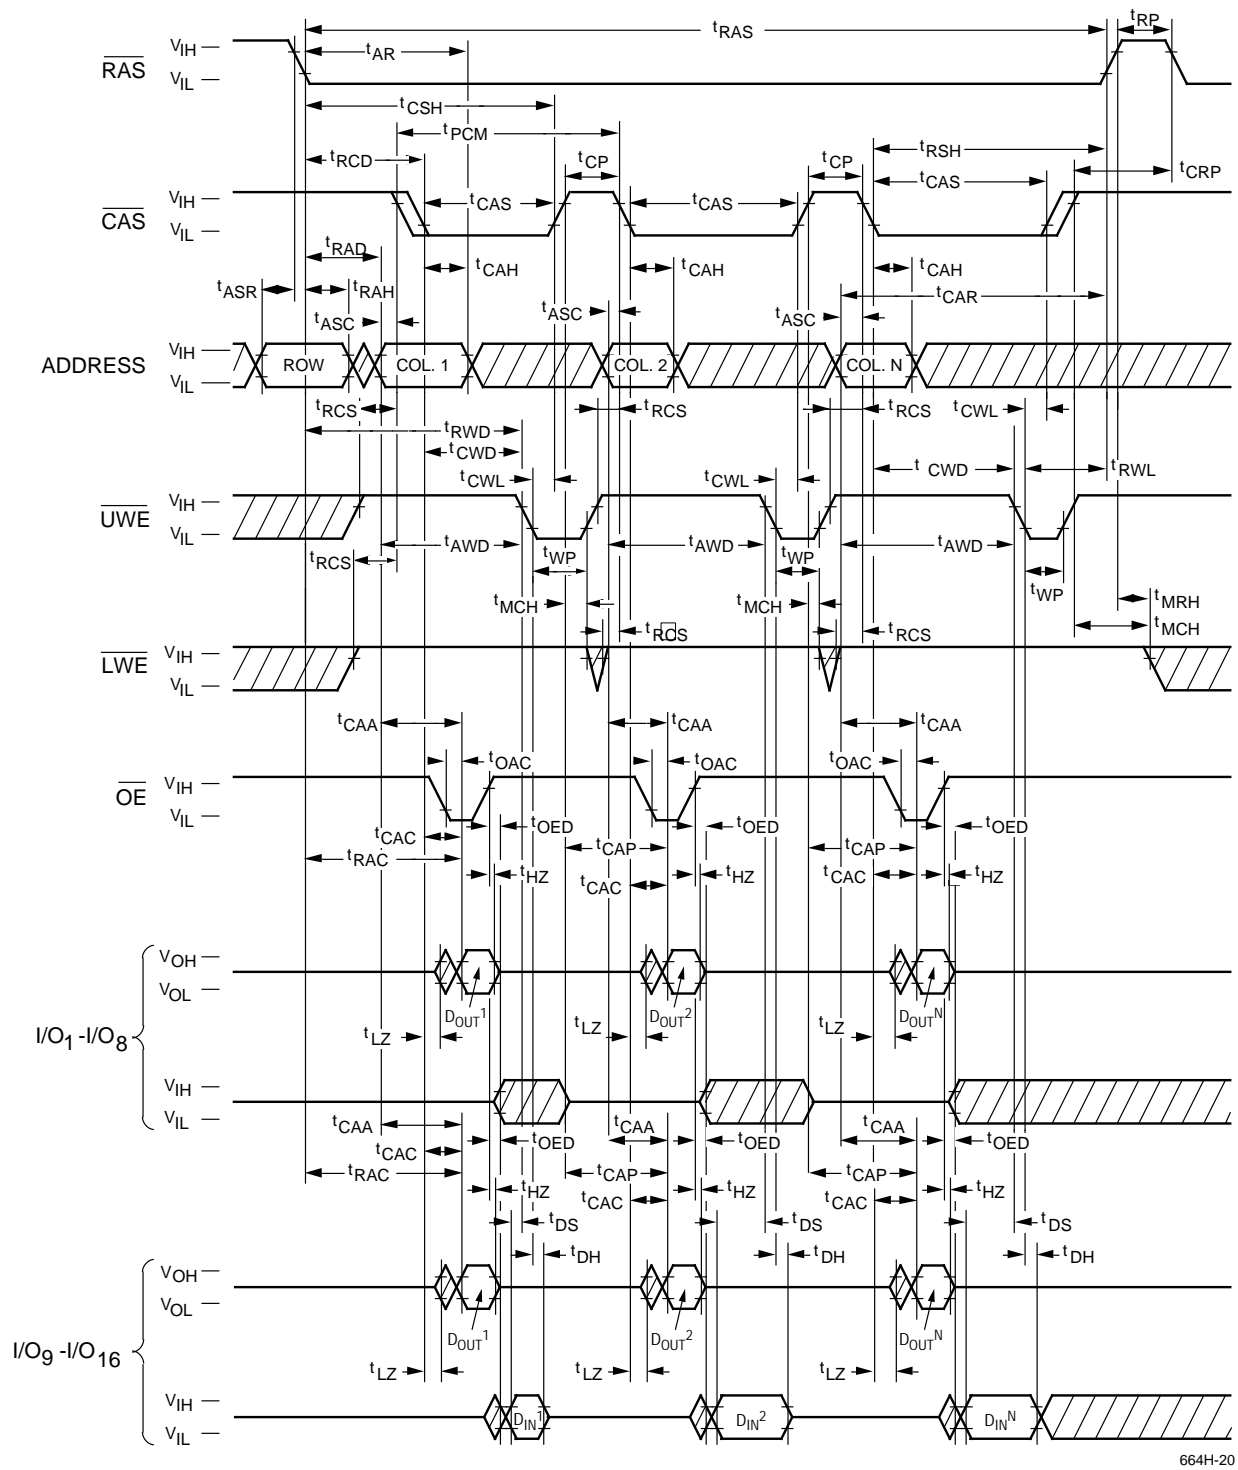 tRAS tRP
VIH tAR
RAS
VIL
tCSH
tPCM
tRCD tCP tCP tRSH
tCRP
VIH tCAS tCAS tCAS
CAS
VIL
tRAD
tCAH tCAH tCAH
tASR tRAH tCAR
tASC tASC tASC
VIH
ADDRESS ROW COL. 1 COL. 2 COL. N
VIL
tRCS tRCS tRCS tCWL
tRWD
tCWD tCWD
tCWL tCWL tRWL
VIH
UWE
VIL
tAWD tAWD tAWD
tRCS tWP tWP tWP
tMCH tMCH tMRH
tRCS tRCS tMCH
VIH
LWE
VIL
tCAA tCAA tCAA
tOAC tOAC tOAC
VIH
OE
VIL
tCAC tOED tOED tOED
tRAC tCAP tCAP
tHZ tCAC tHZ tCAC tHZ
VOH
VOL
DOUT1 DOUT2 DOUTN
I/O1 -I/O8 tLZ tLZ tLZ
VIH
VIL
tCAA tCAA tCAA
tOED tOED tOED
tCAC
tRAC tCAP tCAP
tHZ tCAC tHZ tCAC tHZ
tDS tDS tDS
tDH tDH tDH
VOH
VOL
DOUT1 DOUT2 DOUTN
I/O9 -I/O16
tLZ tLZ tLZ
VIH
DIN1 DIN2 DINN
VIL
664H-20